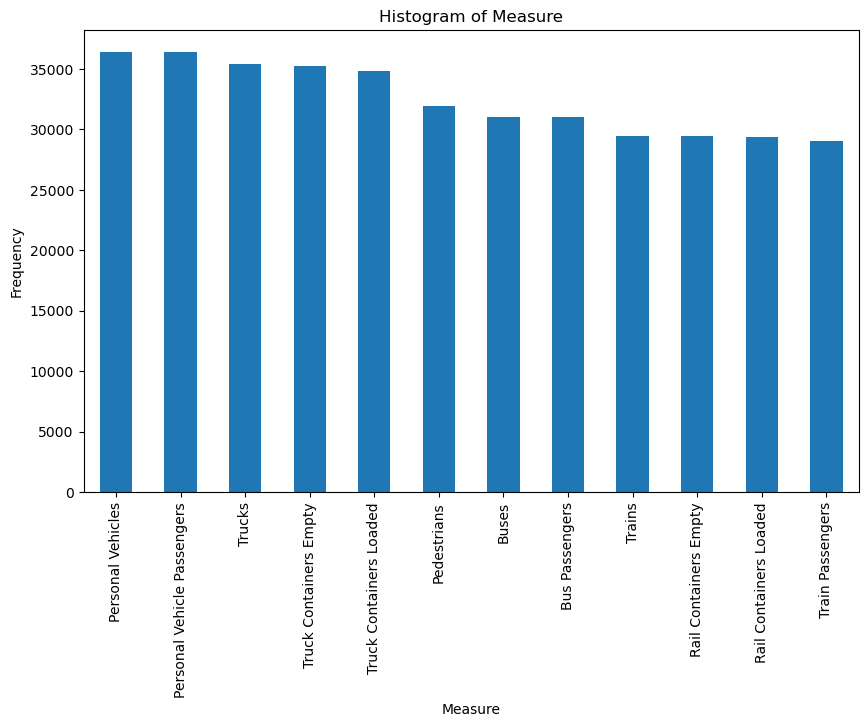 Histogram of Measure
Frequency
35000
30000
25000
20000
15000
10000
5000
0
Personal Vehicles
Personal Vehicle Passengers
Trucks
Truck Containers Empty
Truck Containers Loaded
Pedestrians
Buses
Bus Passengers
Trains
Rail Containers Empty
Rail Containers Loaded
Train Passengers
Measure